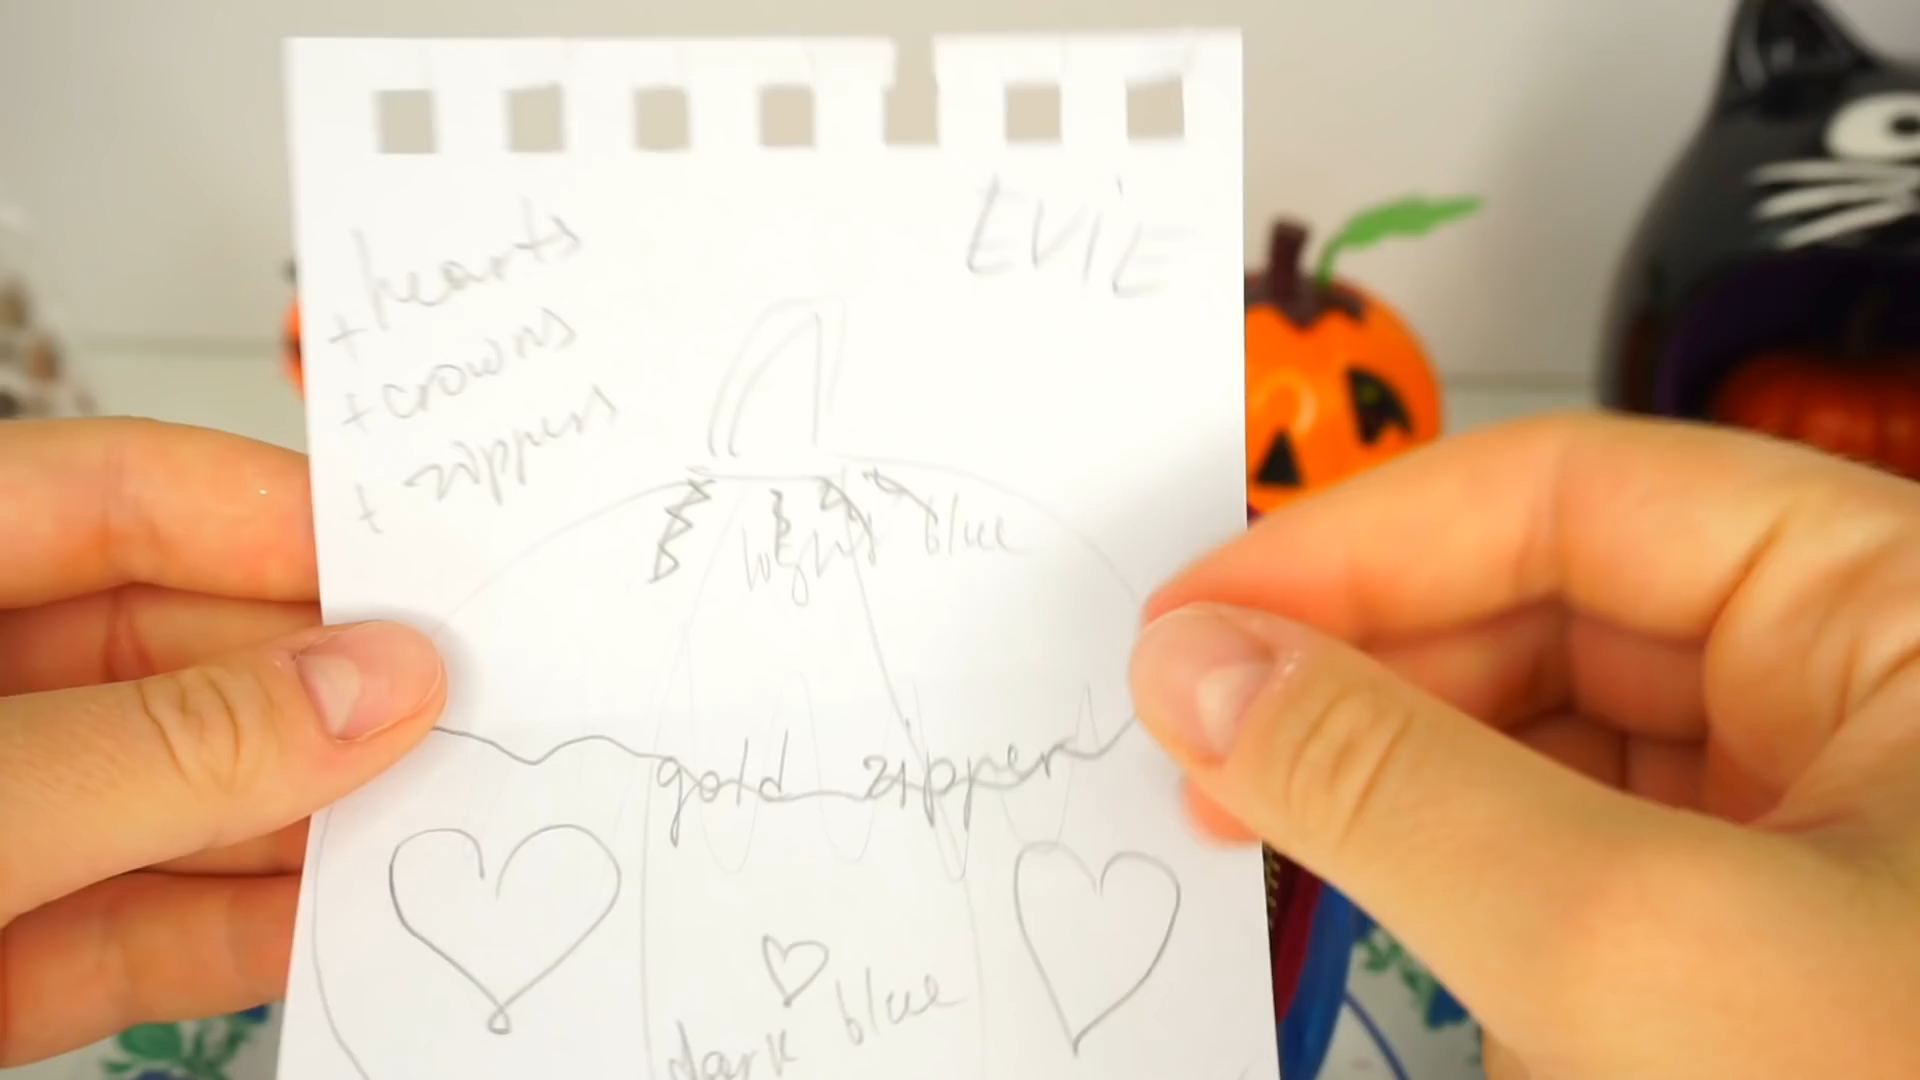 EViE
+ hearts
+ crowns
+ zippers
light blue
gold zipper
dark blue